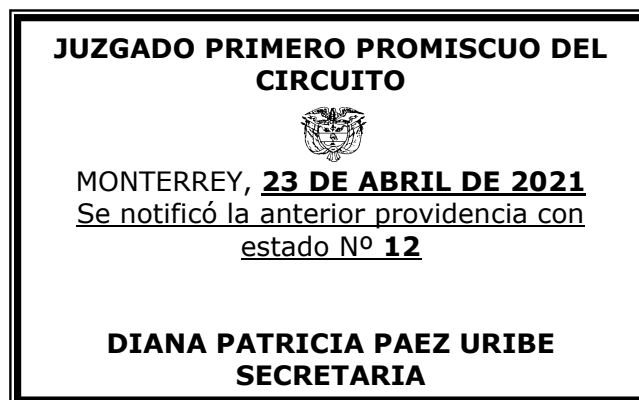 JUZGADO PRIMERO PROMISCUO DEL
CIRCUITO
MONTERREY, 23 DE ABRIL DE 2021
Se notificó la anterior providencia con
estado Nº 12
DIANA PATRICIA PAEZ URIBE
SECRETARIA